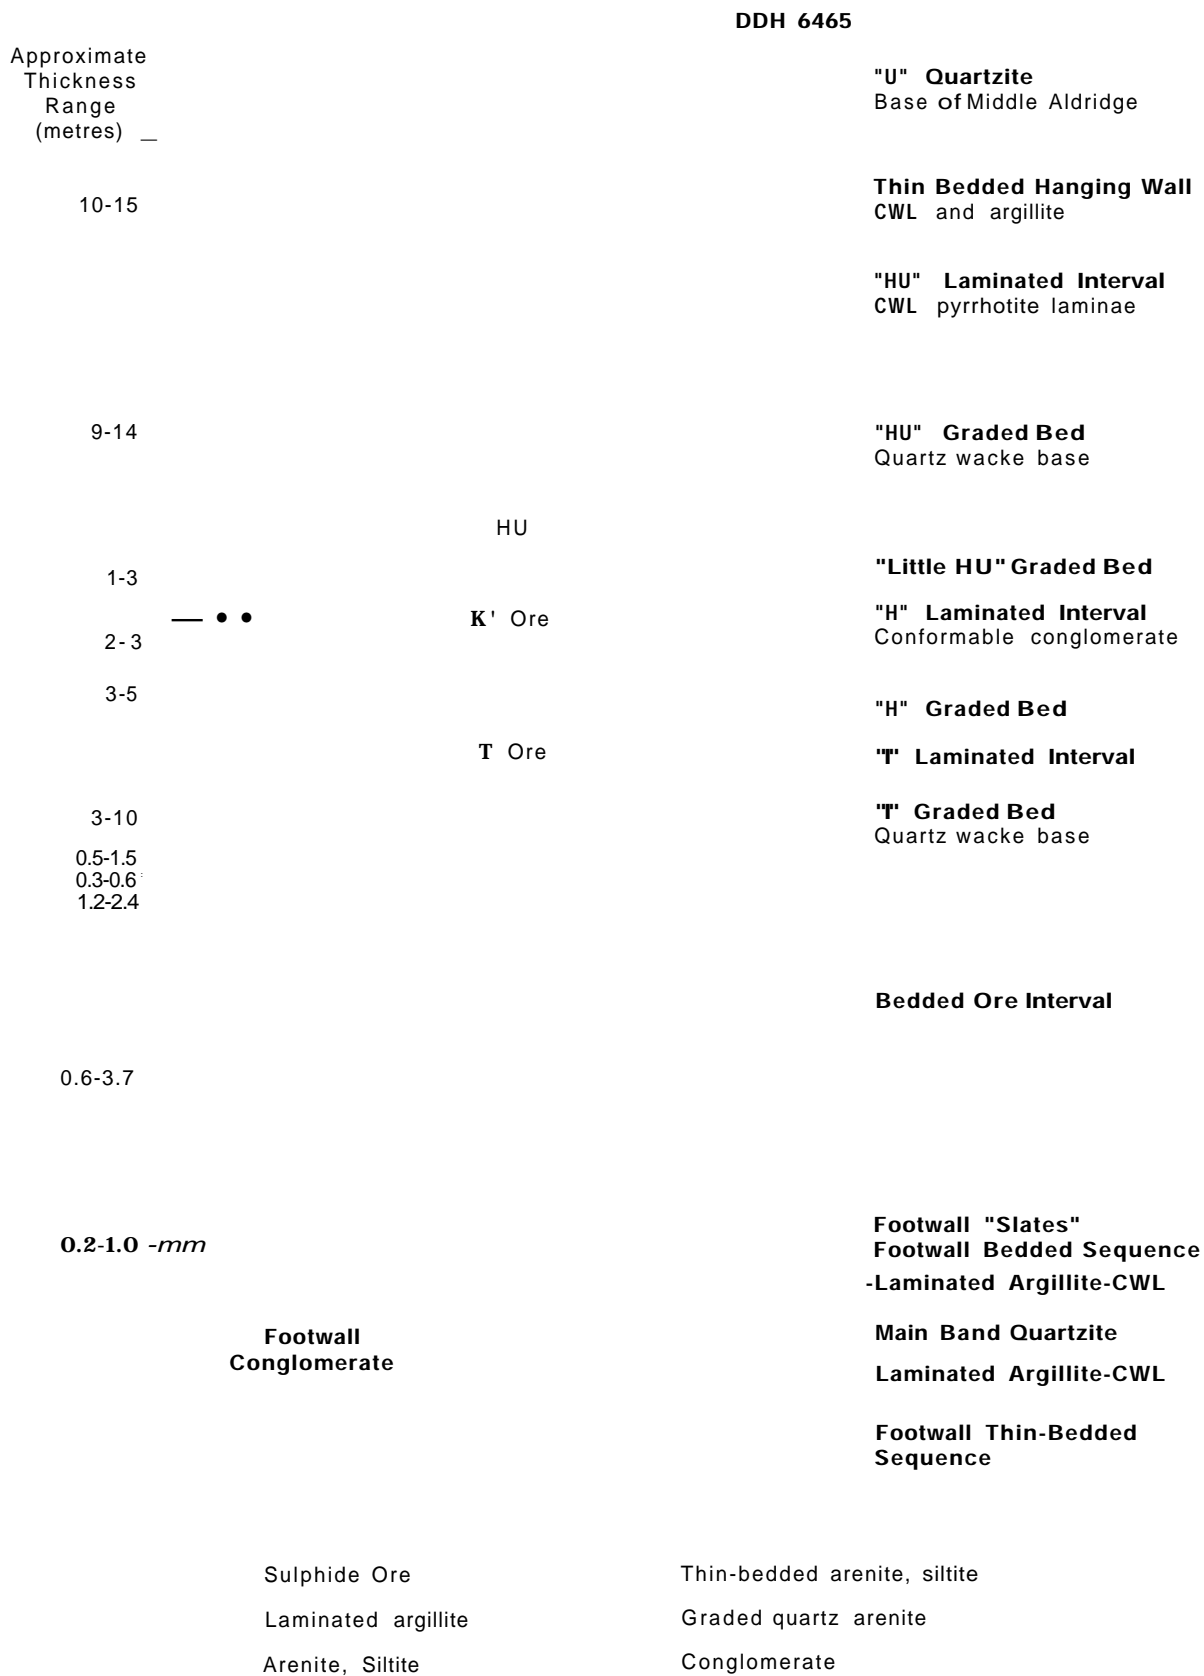 DDH 6465
Approximate
Thickness
Range
(metres) _
"U" Quartzite
Base of Middle Aldridge
10-15
Thin Bedded Hanging Wall
CWL and argillite
"HU" Laminated Interval
CWL pyrrhotite laminae
9-14
"HU" Graded Bed
Quartz wacke base
HU
1-3
"Little HU" Graded Bed
— • •
K' Ore
"H" Laminated Interval
Conformable conglomerate
2-3
3-5
"H" Graded Bed
T Ore
"T" Laminated Interval
3-10
"T" Graded Bed
Quartz wacke base
0.5-1.5
0.3-0.6
1.2-2.4
Bedded Ore Interval
0.6-3.7
0.2-1.0 -mm
Footwall "Slates"
Footwall Bedded Sequence
-Laminated Argillite-CWL
Footwall
Conglomerate
Main Band Quartzite
Laminated Argillite-CWL
Footwall Thin-Bedded
Sequence
Sulphide Ore
Thin-bedded arenite, siltite
Laminated argillite
Graded quartz arenite
Arenite, Siltite
Conglomerate